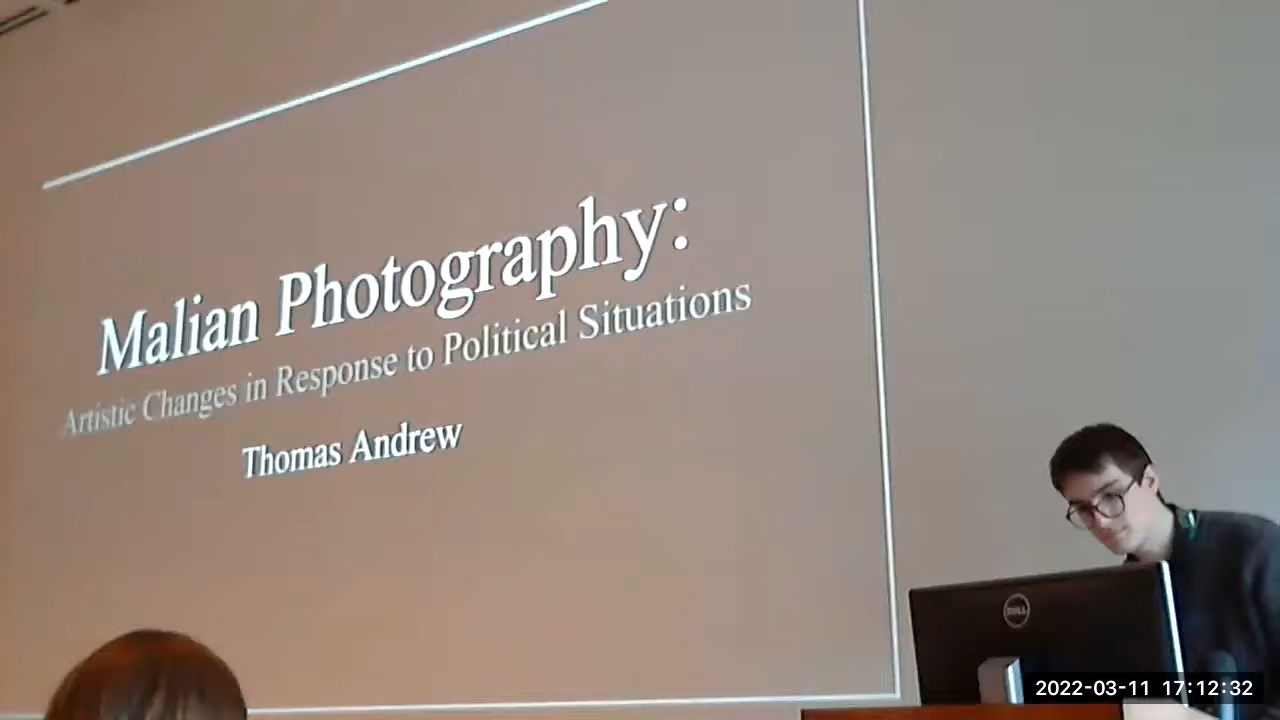 Malian Photography:
Artistic Changes in Response to Political Situations
Thomas Andrew
DELL
2022-03-11 17:12:32